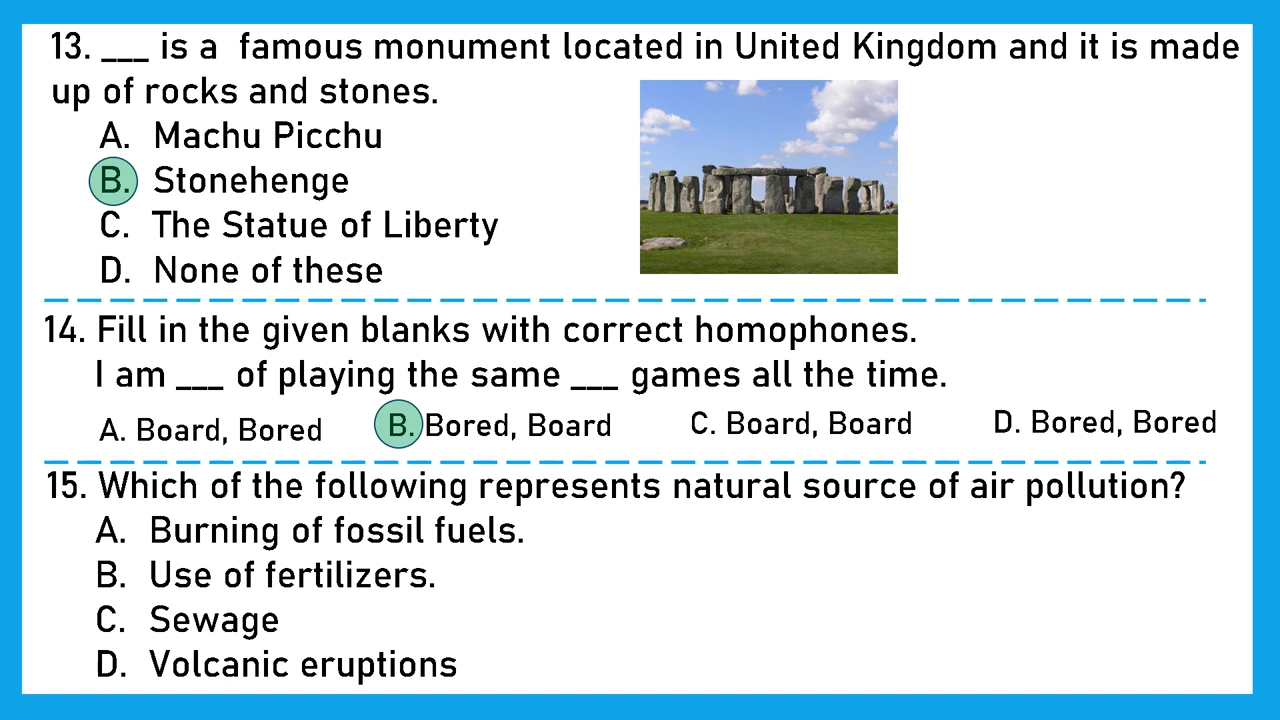 13. ___ is a  famous monument located in United Kingdom and it is made
up of rocks and stones.
A. Machu Picchu
B. Stonehenge
C. The Statue of Liberty
D. None of these
14. Fill in the given blanks with correct homophones.
I am ___ of playing the same ___ games all the time.
A. Board, Bored B. Bored, Board C. Board, Board D. Bored, Bored
15. Which of the following represents natural source of air pollution?
A. Burning of fossil fuels.
B. Use of fertilizers.
C. Sewage
D. Volcanic eruptions